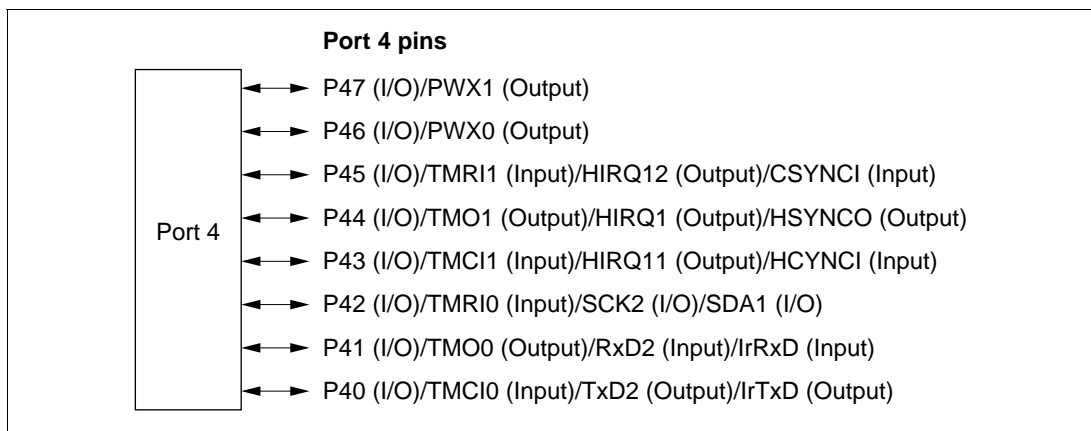 Port 4 pins
P47 (I/O)/PWX1 (Output)
P46 (I/O)/PWX0 (Output)
P45 (I/O)/TMRI1 (Input)/HIRQ12 (Output)/CSYNCI (Input)
P44 (I/O)/TMO1 (Output)/HIRQ1 (Output)/HSYNCO (Output)
Port 4
P43 (I/O)/TMCI1 (Input)/HIRQ11 (Output)/HCYNCI (Input)
P42 (I/O)/TMRI0 (Input)/SCK2 (I/O)/SDA1 (I/O)
P41 (I/O)/TMO0 (Output)/RxD2 (Input)/IrRxD (Input)
P40 (I/O)/TMCI0 (Input)/TxD2 (Output)/IrTxD (Output)